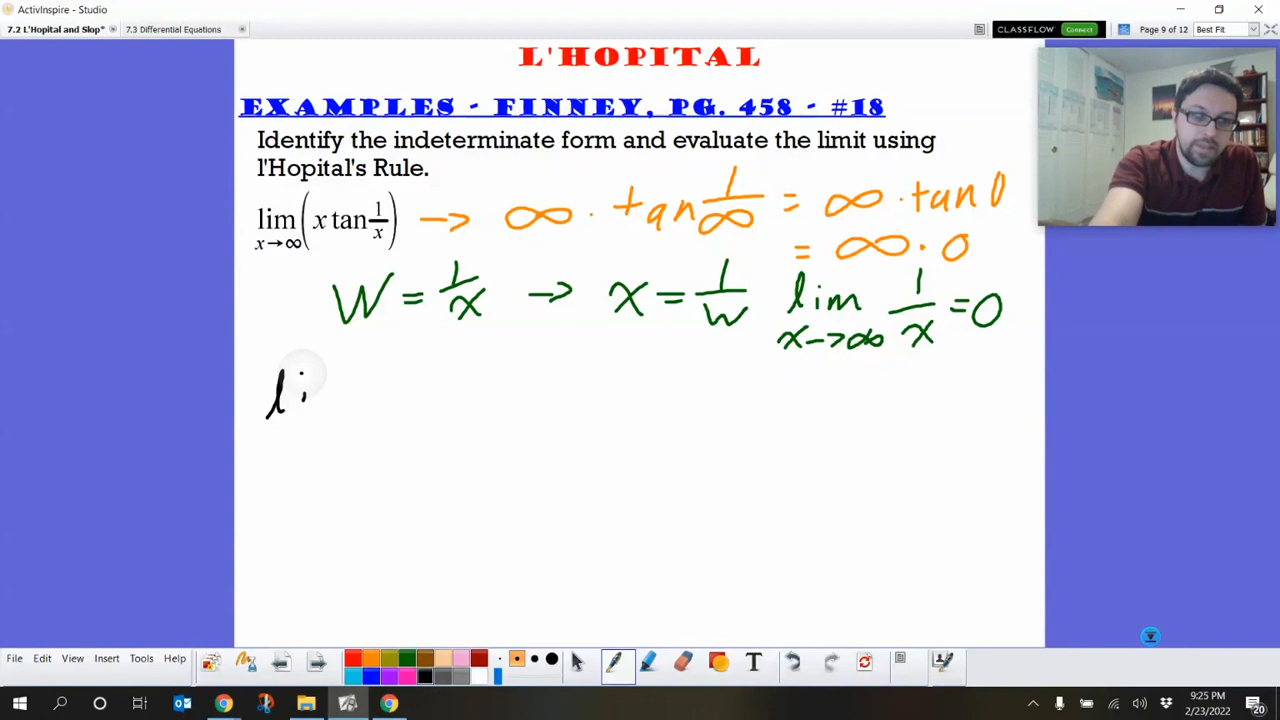 ActivInspire - Studio
7.2 L'Hopital and Slop*
7.3 Differential Equations
CLASSFLOW Connect
Page 9 of 12
Best Fit
L'HOPITAL
EXAMPLES - FINNEY, PG. 458 - #18
Identify the indeterminate form and evaluate the limit using
l'Hopital's Rule.
lim x→∞ (x tan 1/x) → ∞ · tan 1/∞ = ∞ · tan 0
= ∞ · 0
W = 1/x → x = 1/w lim x→∞ 1/x = 0
li
File Edit View Insert Tools Help
9:25 PM
2/23/2022
20